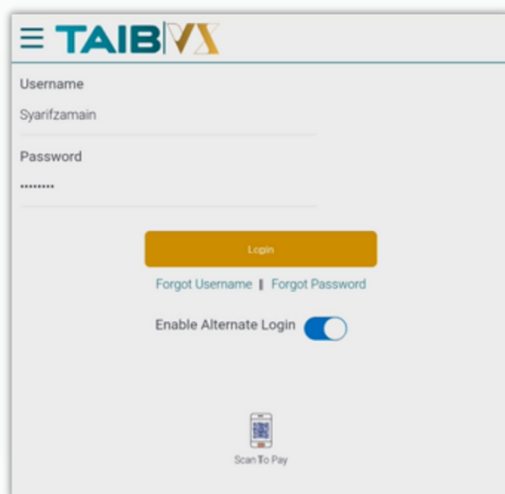 TAIB VX
Username
Syarifzamain
Password
••••••••
Login
Forgot Username || Forgot Password
Enable Alternate Login
Scan To Pay